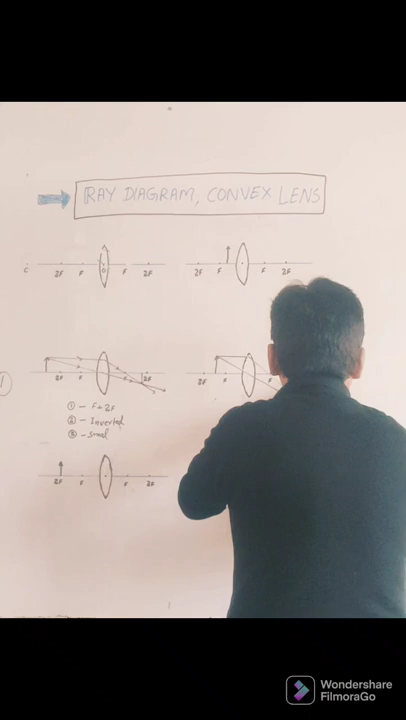 RAY DIAGRAM, CONVEX LENS
C 2F F O F 2F
2F F F 2F
1
2F F F 2F
2F F F
① - F & 2F
② - Inverted
③ - Small
2F F F 2F
Wondershare
FilmoraGo